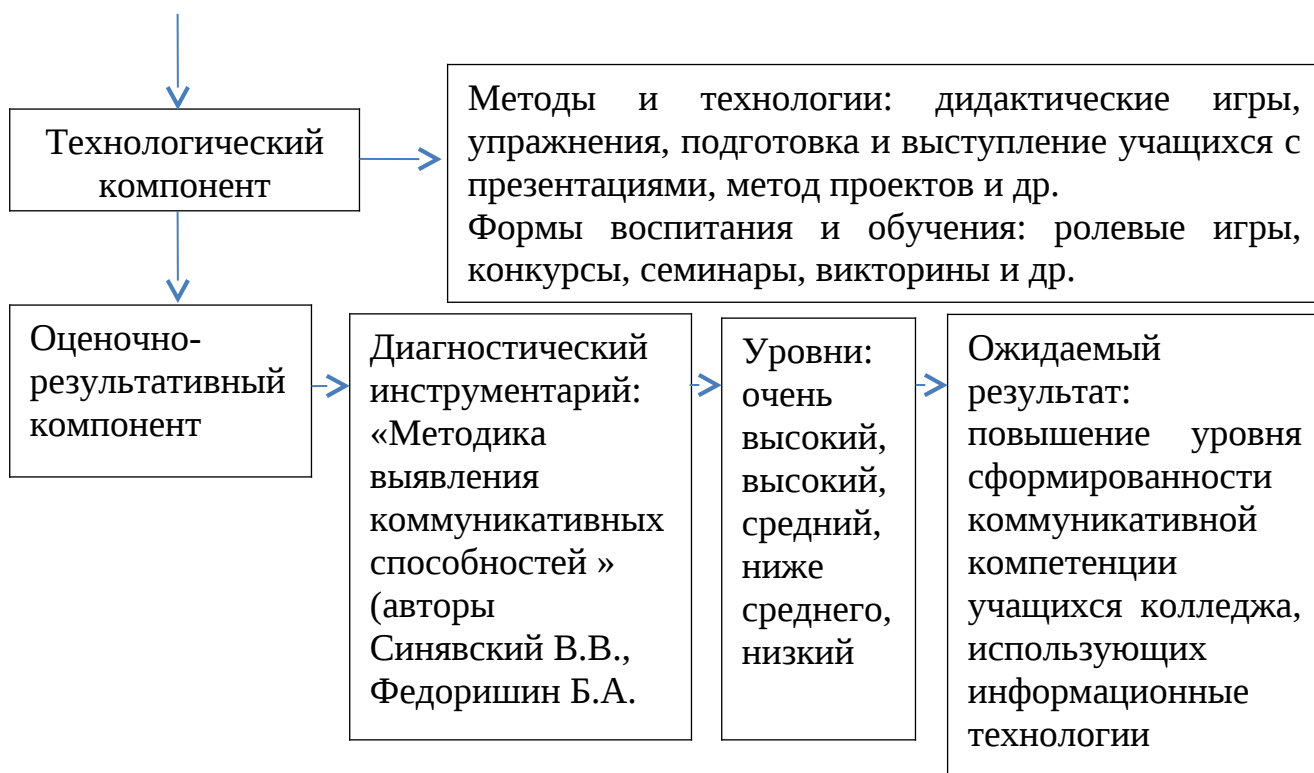 Технологический
компонент
Методы и технологии: дидактические игры,
упражнения, подготовка и выступление учащихся с
презентациями, метод проектов и др.
Формы воспитания и обучения: ролевые игры,
конкурсы, семинары, викторины и др.
Оценочно-
результативный
компонент
Диагностический
инструментарий:
«Методика
выявления
коммуникативных
способностей »
(авторы
Синявский В.В.,
Федоришин Б.А.
Уровни:
очень
высокий,
высокий,
средний,
ниже
среднего,
низкий
Ожидаемый
результат:
повышение уровня
сформированности
коммуникативной
компетенции
учащихся колледжа,
использующих
информационные
технологии